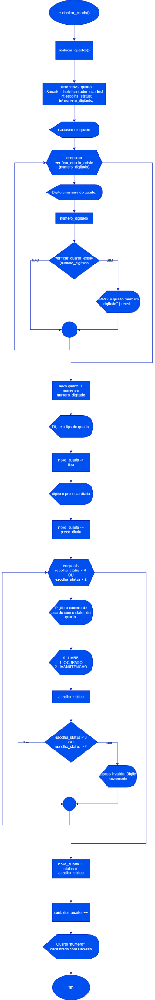 cadastrar_quarto()
realocar_quartos()
Quarto *novo_quarto
=&quartos_hotel[contador_quartos];
int escolha_status;
int numero_digitado;
Cadastro de quarto
enquanto
verificar_quarto_existe
(numero_digitado)
Digite o numero do quarto:
numero_digitado
NAO
verificar_quarto_existe
(numero_digitado
SIM
ERRO: o quarto "numero
digitado" ja existe
novo quarto ->
numero =
numero_digitado
Digite o tipo do quarto:
novo_quarto ->
tipo
digite o preco da diaria
novo_quarto ->
preco_diaria
enquanto
escolha_status < 0
OU
escolha_status > 2
Digite o numero de
acordo com o status do
quarto:
0- LIVRE
1- OCUPADO
2 - MANUTENCAO
escolha_status
Nao
escolha_status < 0
OU
escolha_status > 2
Sim
Opcao invalida. Digite
novamente
novo_quarto ->
status =
escolha_status
contador_quartos++
Quarto "numero"
cadastrado com sucesso
fim